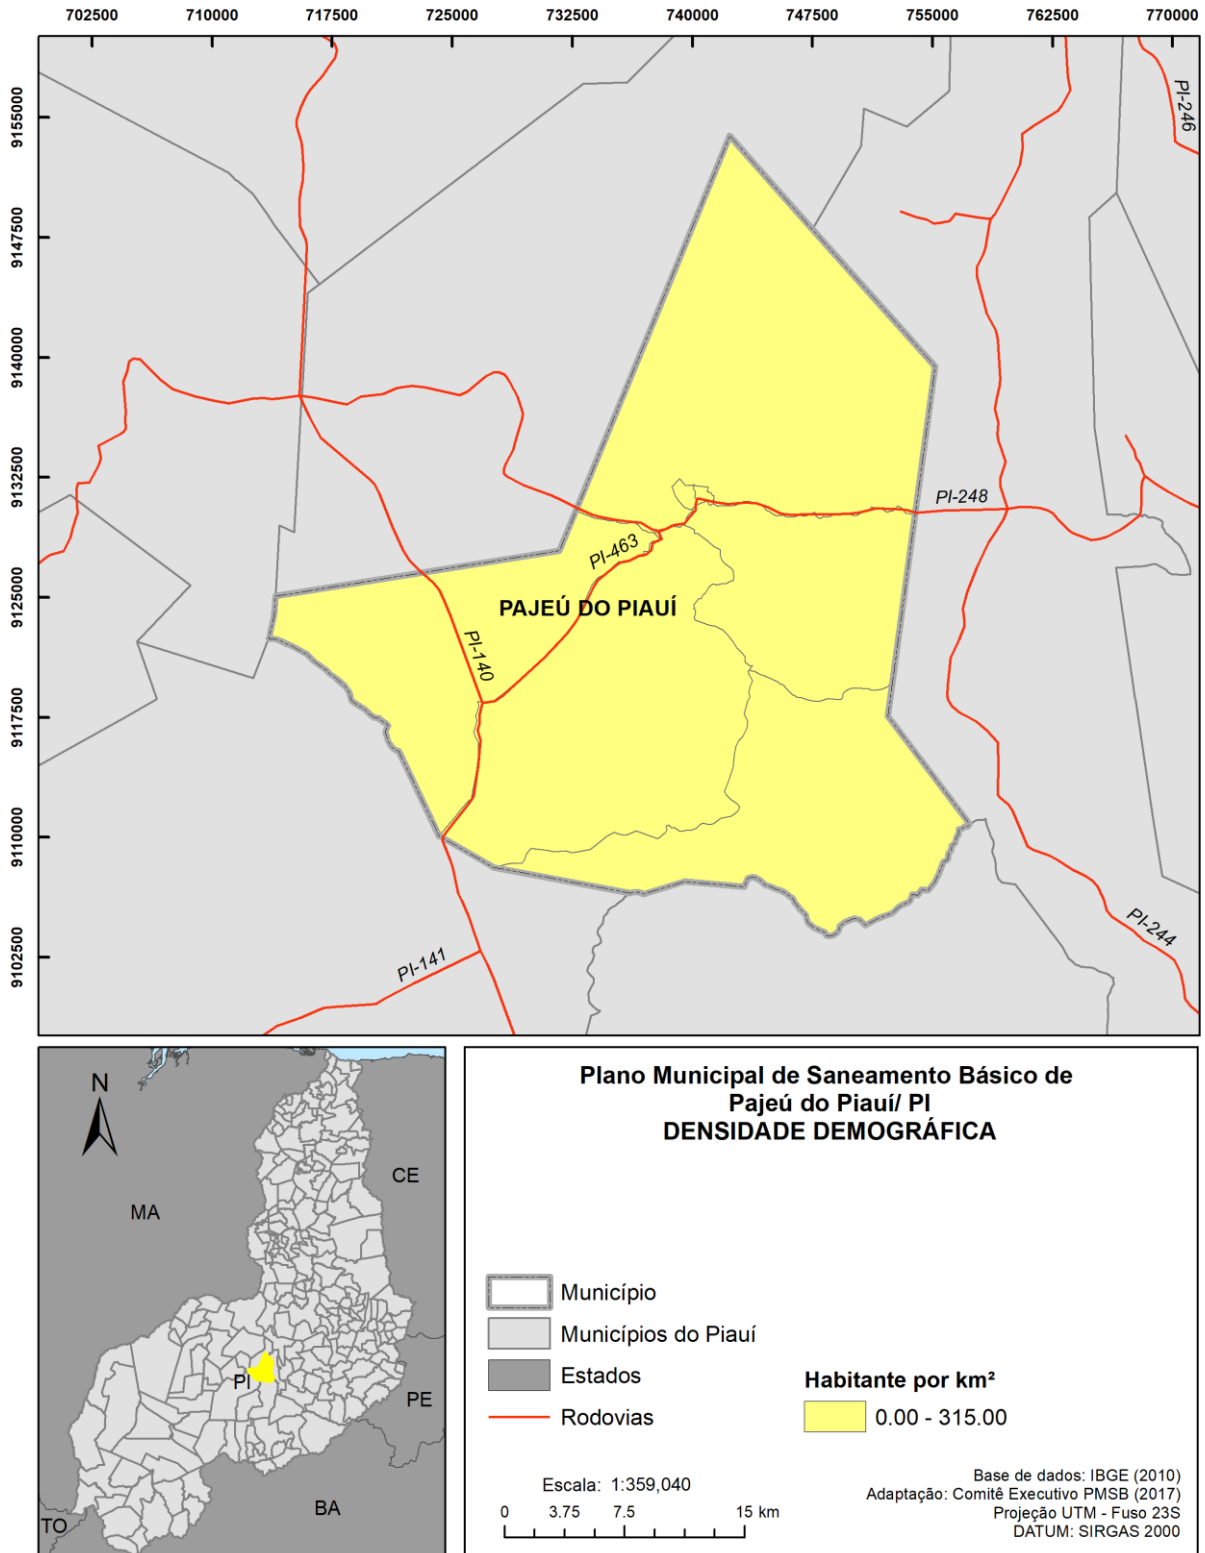 702500 710000 717500 725000 732500 740000 747500 755000 762500 770000
9155000
9147500
9140000
9132500
9125000
9117500
9110000
9102500
PI-246
PI-248
PI-463
PAJEÚ DO PIAUÍ
PI-140
PI-244
PI-141
N
CE
MA
PI
PE
BA
TO
Plano Municipal de Saneamento Básico de
Pajeú do Piauí/ PI
DENSIDADE DEMOGRÁFICA
Município
Municípios do Piauí
Estados
Rodovias
Habitante por km²
0.00 - 315.00
Escala: 1:359,040
0 3.75 7.5 15 km
Base de dados: IBGE (2010)
Adaptação: Comitê Executivo PMSB (2017)
Projeção UTM - Fuso 23S
DATUM: SIRGAS 2000